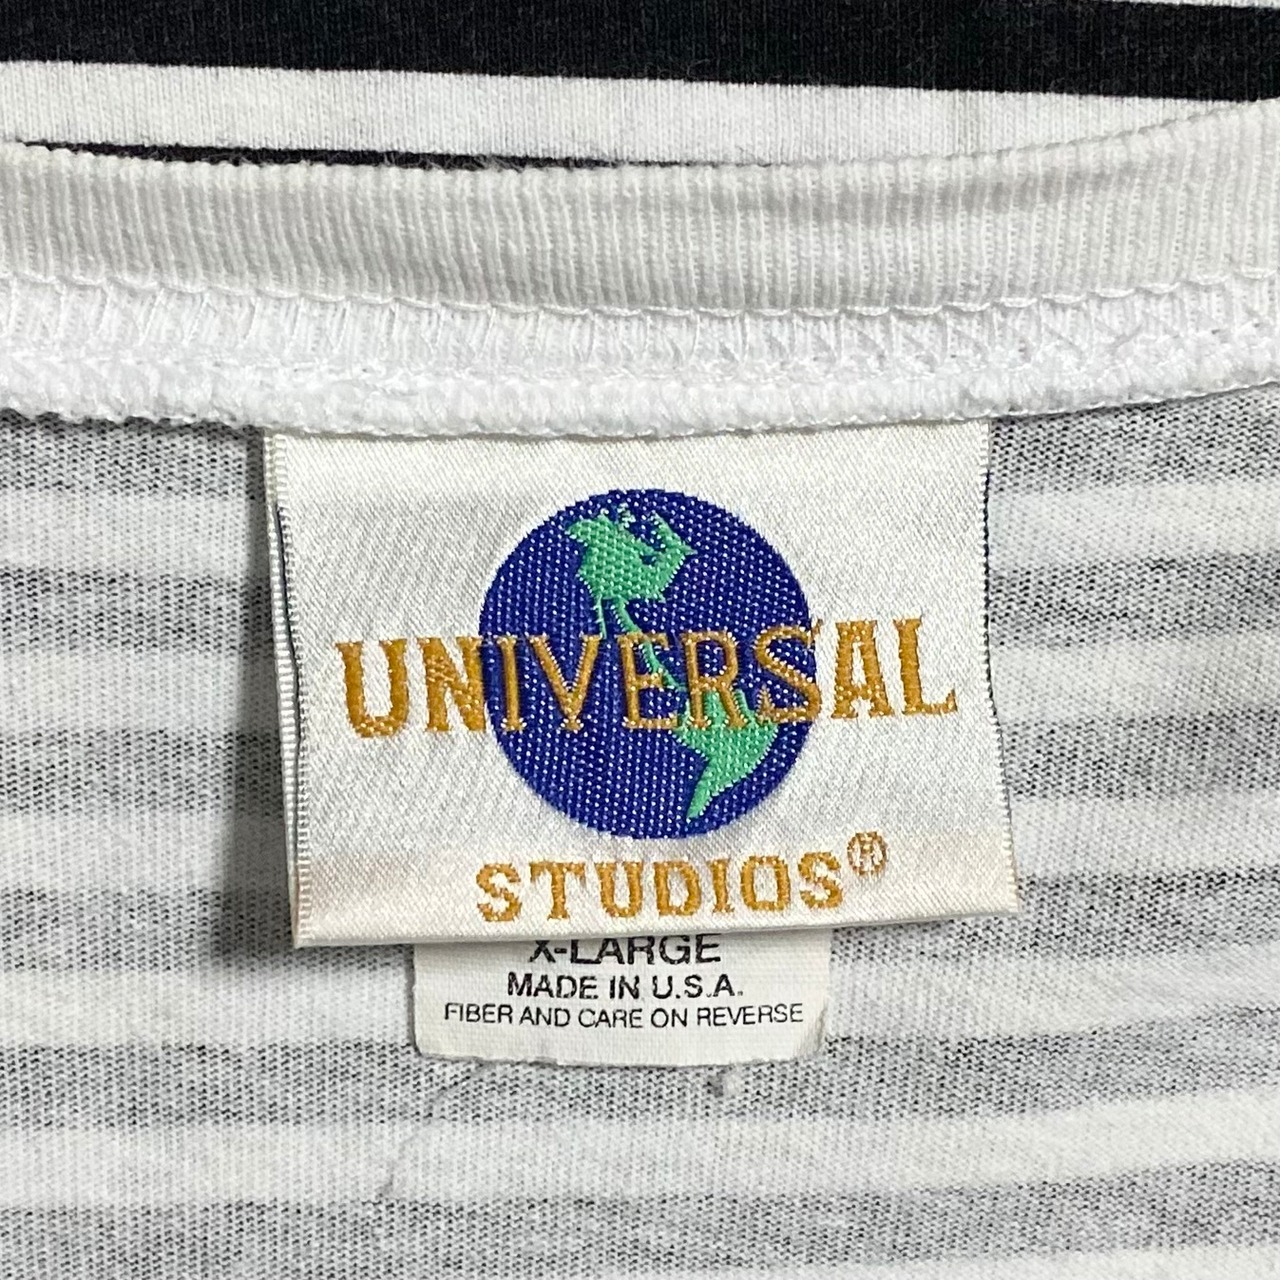 UNIVERSAL
STUDIOS®
X-LARGE
MADE IN U.S.A.
FIBER AND CARE ON REVERSE